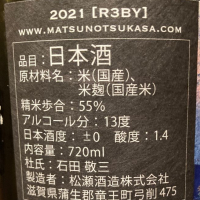 2021 [R3BY]
WWW.MATSUNOTSUKASA.COM
品目：日本酒
原材料名：米(国産)、
米麹(国産米)
精米歩合：55％
アルコール分：13度
日本酒度：±0 酸度：1.4
内容量：720ml
杜氏：石田 敬三
製造者：松瀬酒造株式会
滋賀県蒲生郡竜王町弓削475